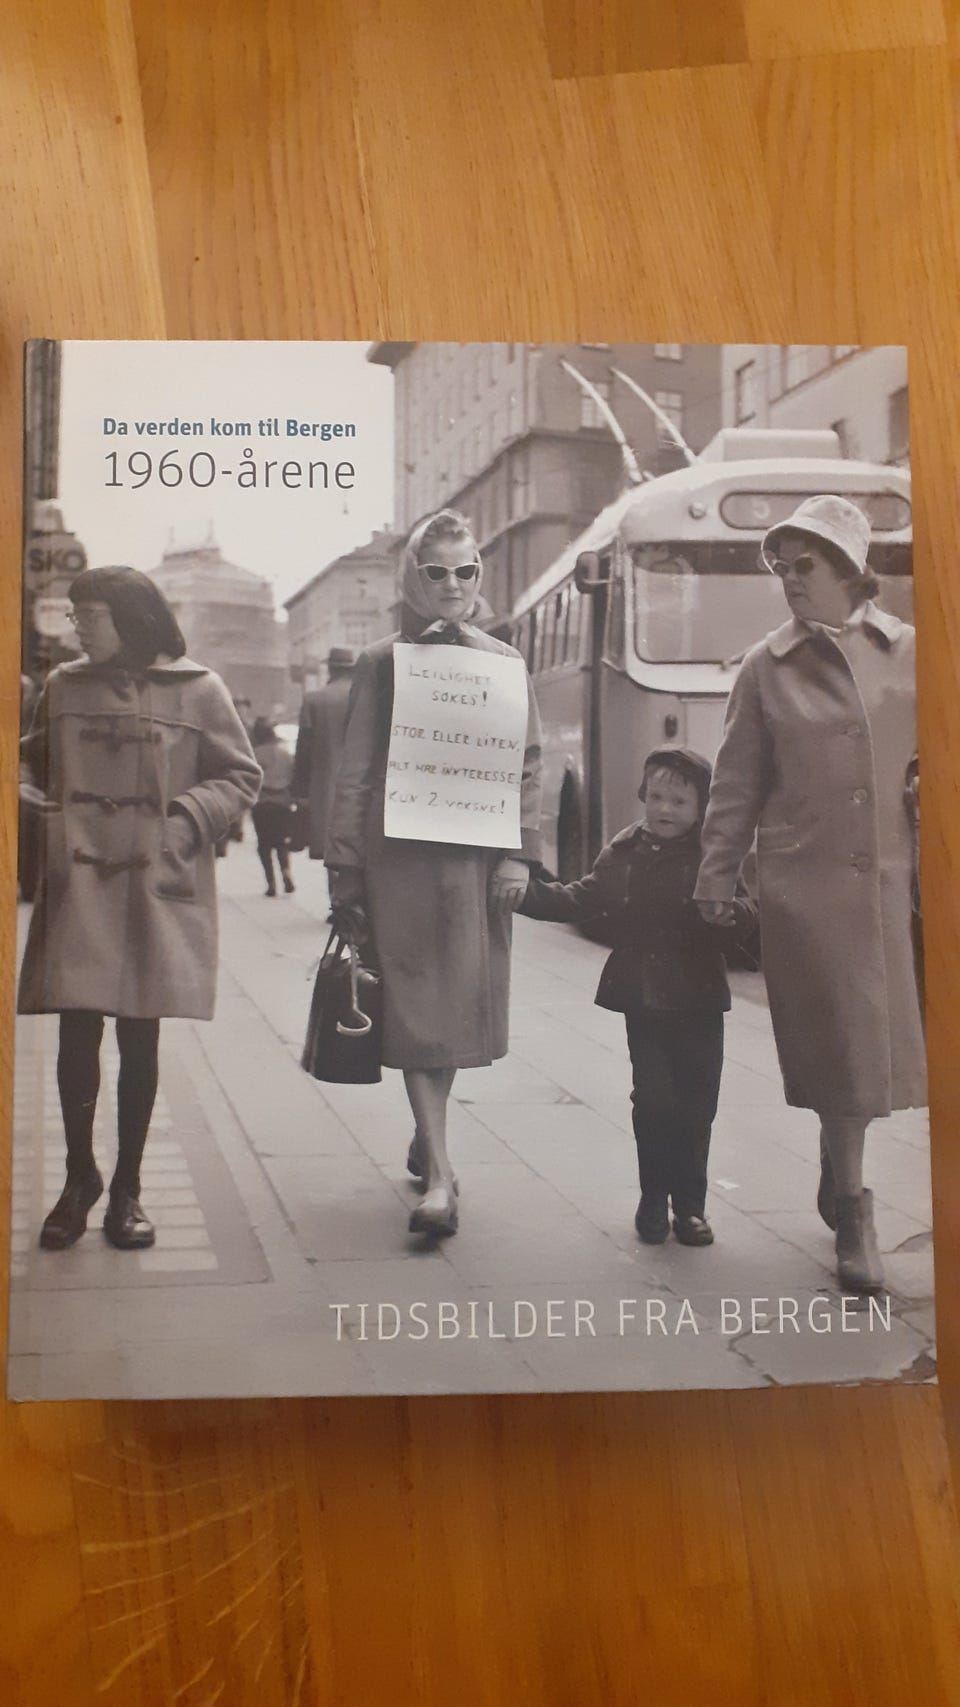 Da verden kom til Bergen
1960-årene
SKO
5
LEILIGHET
SØKES!
STOR ELLER LITEN,
ALT HAR INNTERESSE.
KUN 2 VOKSNE!
TIDSBILDER FRA BERGEN